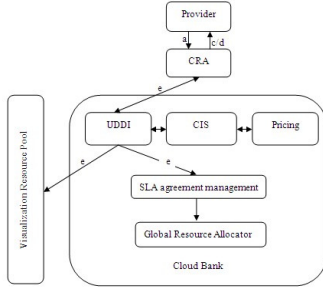 Provider
a
c/d
CRA
e
UDDI
CIS
Pricing
e
e
SLA agreement management
Global Resource Allocator
Cloud Bank
Visualization Resource Pool